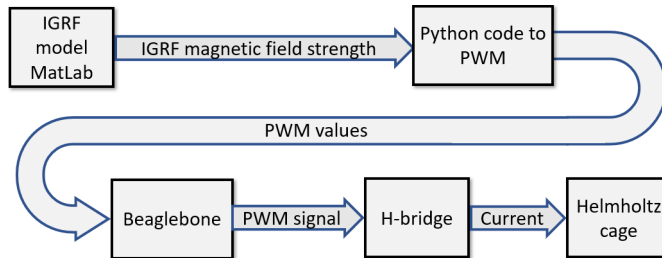 IGRF
model
MatLab
IGRF magnetic field strength
Python code to
PWM
PWM values
Beaglebone
PWM signal
H-bridge
Current
Helmholtz
cage